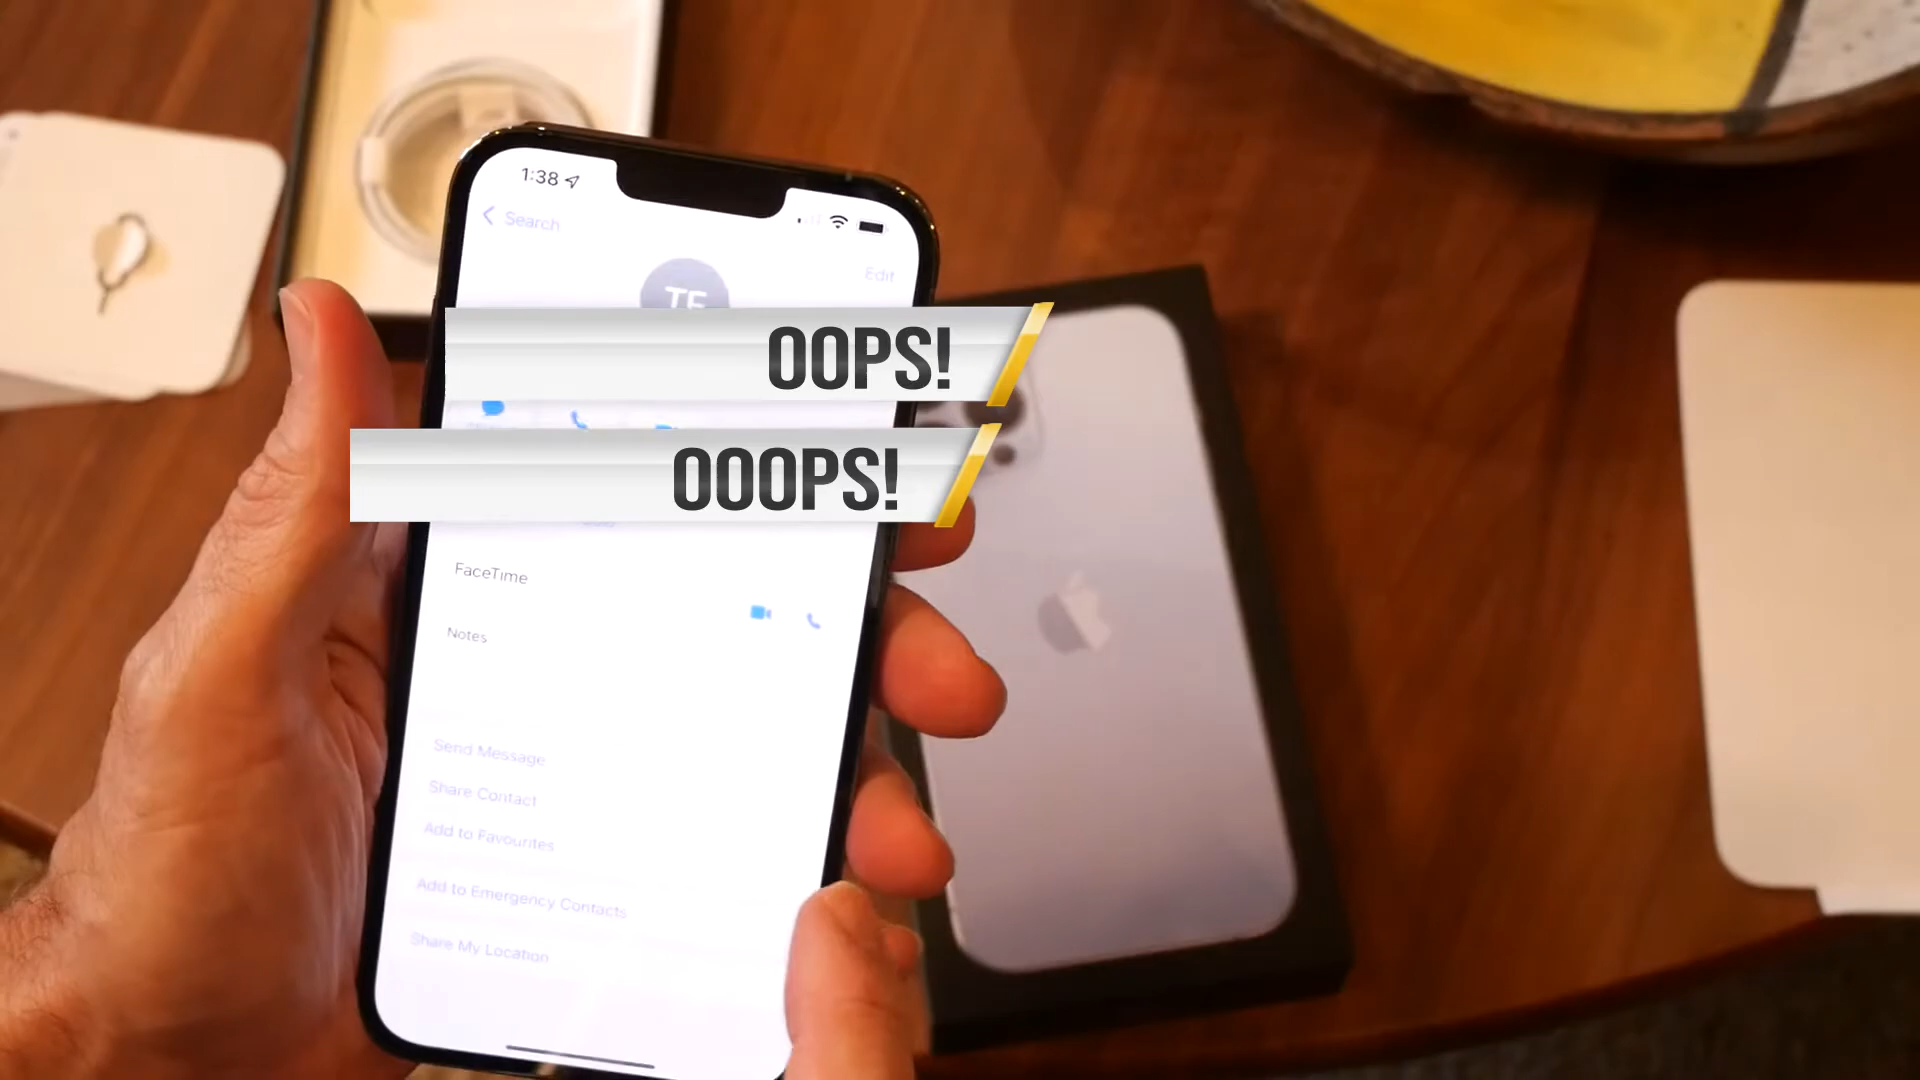 1:38
Search
Edit
TF
OOPS!
OOOPS!
FaceTime
Notes
Send Message
Share Contact
Add to Favourites
Add to Emergency Contacts
Share My Location